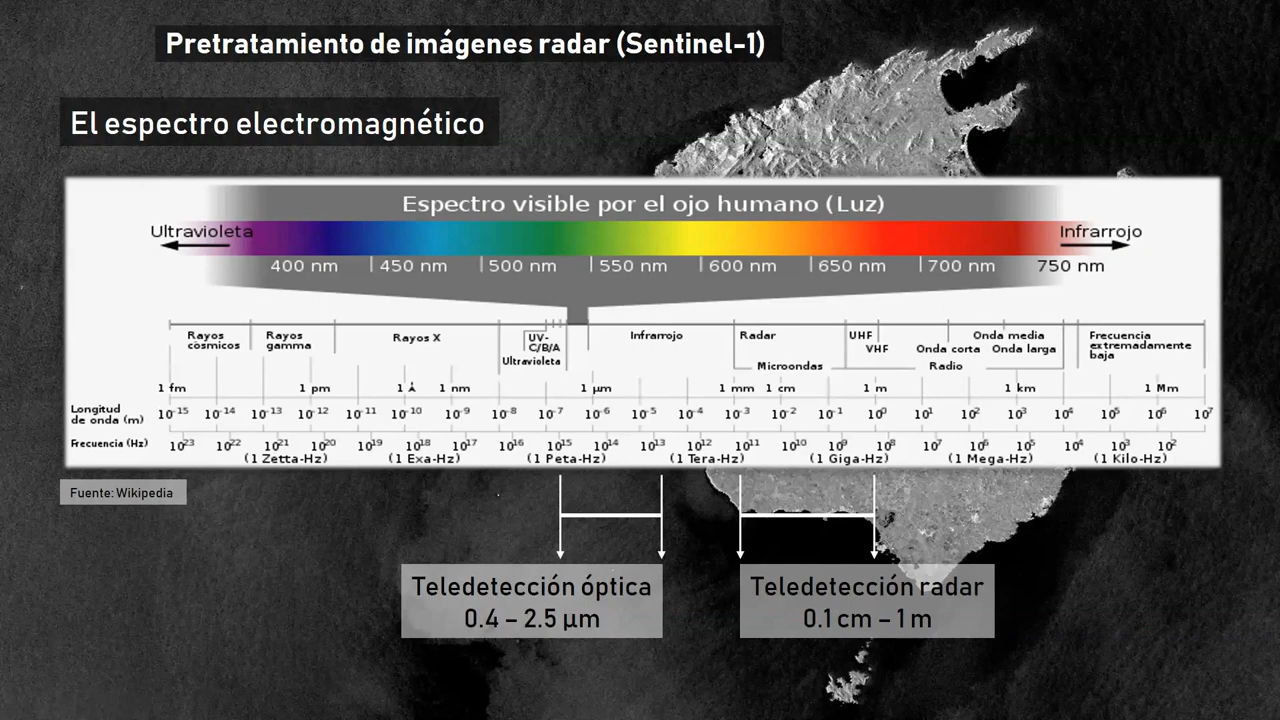 Pretratamiento de imágenes radar (Sentinel-1)
El espectro electromagnético
Espectro visible por el ojo humano (Luz)
Ultravioleta
Infrarrojo
400 nm 450 nm 500 nm 550 nm 600 nm 650 nm 700 nm 750 nm
Rayos
cósmicos
Rayos
gamma
Rayos X
UV-
C/B/A
Ultravioleta
Infrarrojo
Radar
Microondas
UHF
VHF
Onda corta
Onda media
Onda larga
Radio
Frecuencia
extremadamente
baja
1 fm 1 pm 1 Å 1 nm 1 µm 1 mm 1 cm 1 m 1 km 1 Mm
Longitud
de onda (m)
10⁻¹⁵ 10⁻¹⁴ 10⁻¹³ 10⁻¹² 10⁻¹¹ 10⁻¹⁰ 10⁻⁹ 10⁻⁸ 10⁻⁷ 10⁻⁶ 10⁻⁵ 10⁻⁴ 10⁻³ 10⁻² 10⁻¹ 10⁰ 10¹ 10² 10³ 10⁴ 10⁵ 10⁶ 10⁷
Frecuencia (Hz)
10²³ 10²² 10²¹ 10²⁰ 10¹⁹ 10¹⁸ 10¹⁷ 10¹⁶ 10¹⁵ 10¹⁴ 10¹³ 10¹² 10¹¹ 10¹⁰ 10⁹ 10⁸ 10⁷ 10⁶ 10⁵ 10⁴ 10³ 10²
(1 Zetta-Hz) (1 Exa-Hz) (1 Peta-Hz) (1 Tera-Hz) (1 Giga-Hz) (1 Mega-Hz) (1 Kilo-Hz)
Fuente: Wikipedia
Teledetección óptica
0.4 – 2.5 µm
Teledetección radar
0.1 cm – 1 m